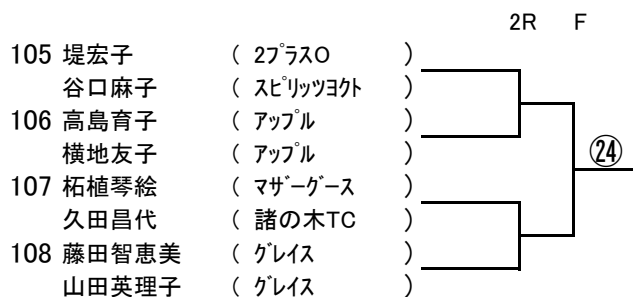 2R F
105 堤宏子 ( 2ﾌﾟﾗｽO )
谷口麻子 ( ｽﾋﾟﾘｯﾂﾖｸﾄ )
106 高島育子 ( ｱｯﾌﾟﾙ )
横地友子 ( ｱｯﾌﾟﾙ )
㉔
107 柘植琴絵 ( ﾏｻﾞｰｸﾞｰｽ )
久田昌代 ( 諸の木TC )
108 藤田智恵美 ( ｸﾞﾚｲｽ )
山田英理子 ( ｸﾞﾚｲｽ )